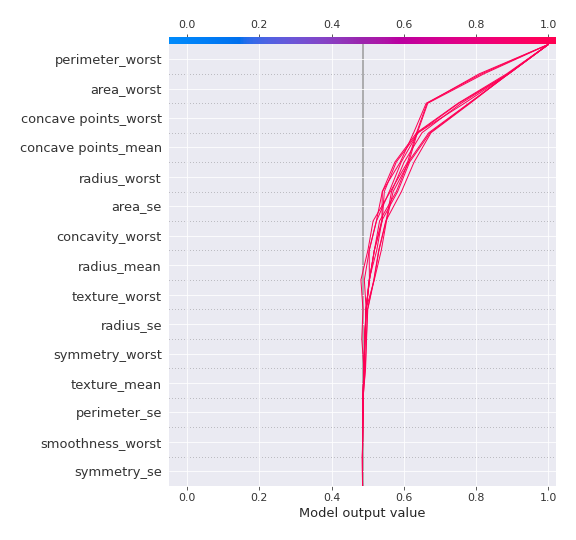 0.0 0.2 0.4 0.6 0.8 1.0
perimeter_worst
area_worst
concave points_worst
concave points_mean
radius_worst
area_se
concavity_worst
radius_mean
texture_worst
radius_se
symmetry_worst
texture_mean
perimeter_se
smoothness_worst
symmetry_se
0.0 0.2 0.4 0.6 0.8 1.0
Model output value